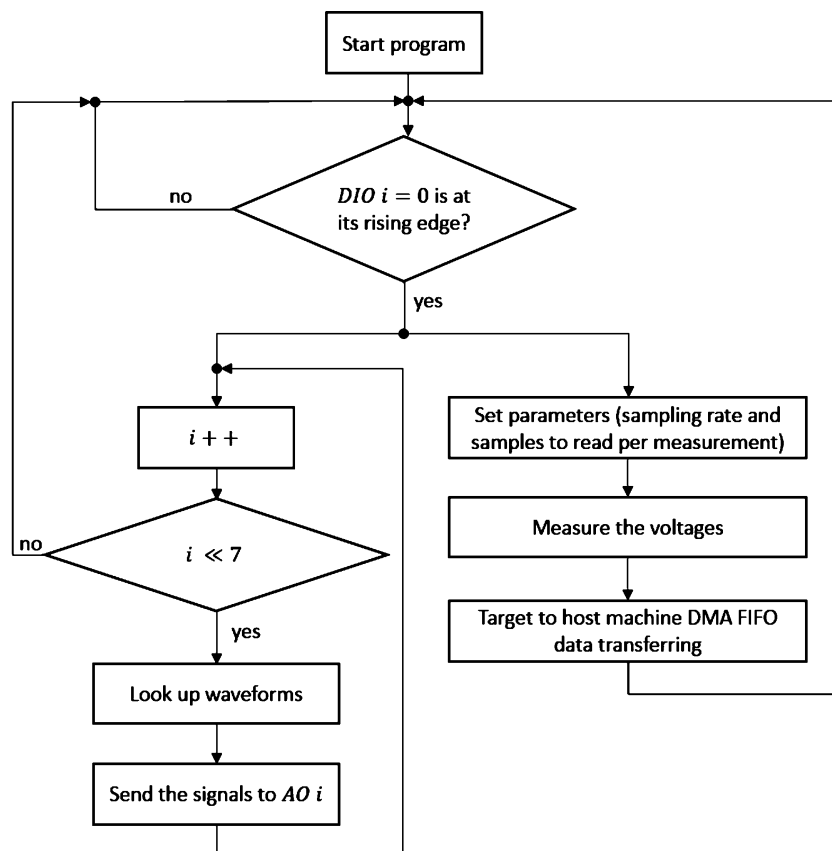 Start program
DIO i = 0 is at
its rising edge?
no
yes
i + +
i ≪ 7
no
yes
Look up waveforms
Send the signals to AO i
Set parameters (sampling rate and
samples to read per measurement)
Measure the voltages
Target to host machine DMA FIFO
data transferring